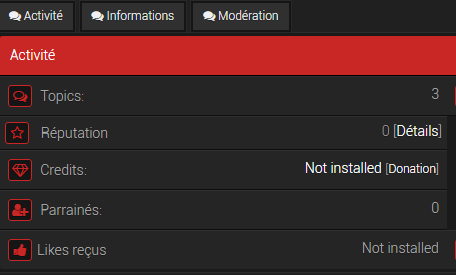 Activité Informations Modération
Activité
Topics: 3
Réputation 0 [Détails]
Credits: Not installed [Donation]
Parrainés: 0
Likes reçus Not installed